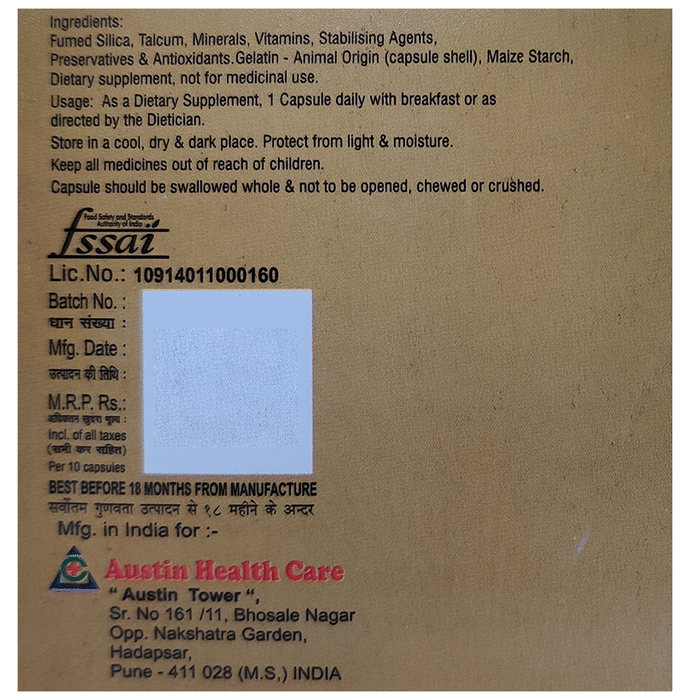 Ingredients:
Fumed Silica, Talcum, Minerals, Vitamins, Stabilising Agents,
Preservatives & Antioxidants.Gelatin - Animal Origin (capsule shell), Maize Starch,
Dietary supplement, not for medicinal use.
Usage: As a Dietary Supplement, 1 Capsule daily with breakfast or as
directed by the Dietician.
Store in a cool, dry & dark place. Protect from light & moisture.
Keep all medicines out of reach of children.
Capsule should be swallowed whole & not to be opened, chewed or crushed.
Food Safety and Standards
Authority of India
fssai
Lic.No.: 10914011000160
Batch No. :
घान संख्या :
Mfg. Date :
उत्पादन की तिथि :
M.R.P. Rs.:
अधिकतम खुदरा मूल्य :
Incl. of all taxes
(सभी कर सहित)
Per 10 capsules
BEST BEFORE 18 MONTHS FROM MANUFACTURE
सर्वोतम गुणवता उत्पादन से १८ महीने के अन्दर
Mfg. in India for :-
Austin Health Care
“ Austin Tower “,
Sr. No 161 /11, Bhosale Nagar
Opp. Nakshatra Garden,
Hadapsar,
Pune - 411 028 (M.S,) INDIA